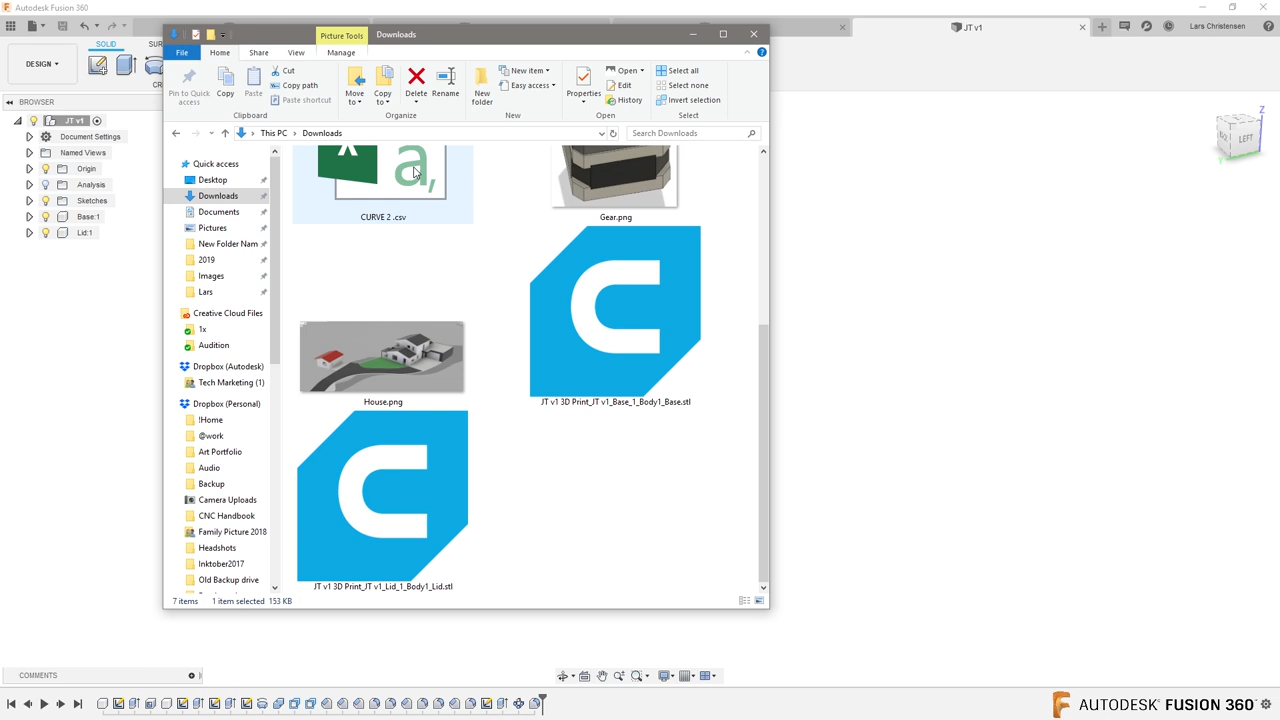 Autodesk Fusion 360
JT v1
Lars Christensen
DESIGN
SOLID
SUR
CR
Picture Tools
Downloads
File
Home
Share
View
Manage
Pin to Quick access
Copy
Paste
Cut
Copy path
Paste shortcut
Clipboard
Move to
Copy to
Delete
Rename
Organize
New folder
New item
Easy access
New
Properties
Open
Edit
History
Open
Select all
Select none
Invert selection
Select
This PC
Downloads
Search Downloads
BROWSER
JT v1
Document Settings
Named Views
Origin
Analysis
Sketches
Base:1
Lid:1
Quick access
Desktop
Downloads
Documents
Pictures
New Folder Nam
2019
Images
Lars
Creative Cloud Files
1x
Audition
Dropbox (Autodesk)
Tech Marketing (1)
Dropbox (Personal)
!Home
@work
Art Portfolio
Audio
Backup
Camera Uploads
CNC Handbook
Family Picture 2018
Headshots
Inktober2017
Old Backup drive
X
a,
CURVE 2 .csv
Gear.png
House.png
JT v1 3D Print_JT v1_Base_1_Body1_Base.stl
JT v1 3D Print_JT v1_Lid_1_Body1_Lid.stl
7 items
1 item selected 153 KB
Z
LEFT
COMMENTS
AUTODESK FUSION 360